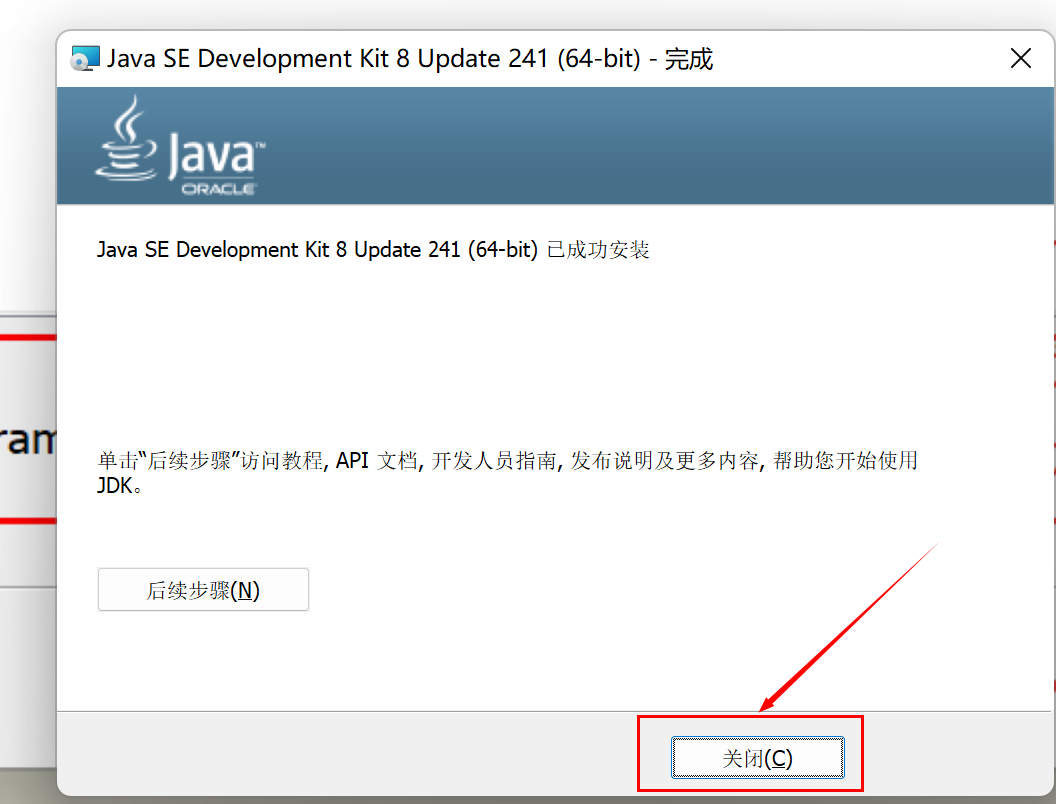 Java SE Development Kit 8 Update 241 (64-bit) - 完成
Java™
ORACLE
Java SE Development Kit 8 Update 241 (64-bit) 已成功安装
ram
单击“后续步骤”访问教程, API 文档, 开发人员指南, 发布说明及更多内容, 帮助您开始使用
JDK。
后续步骤(N)
关闭(C)